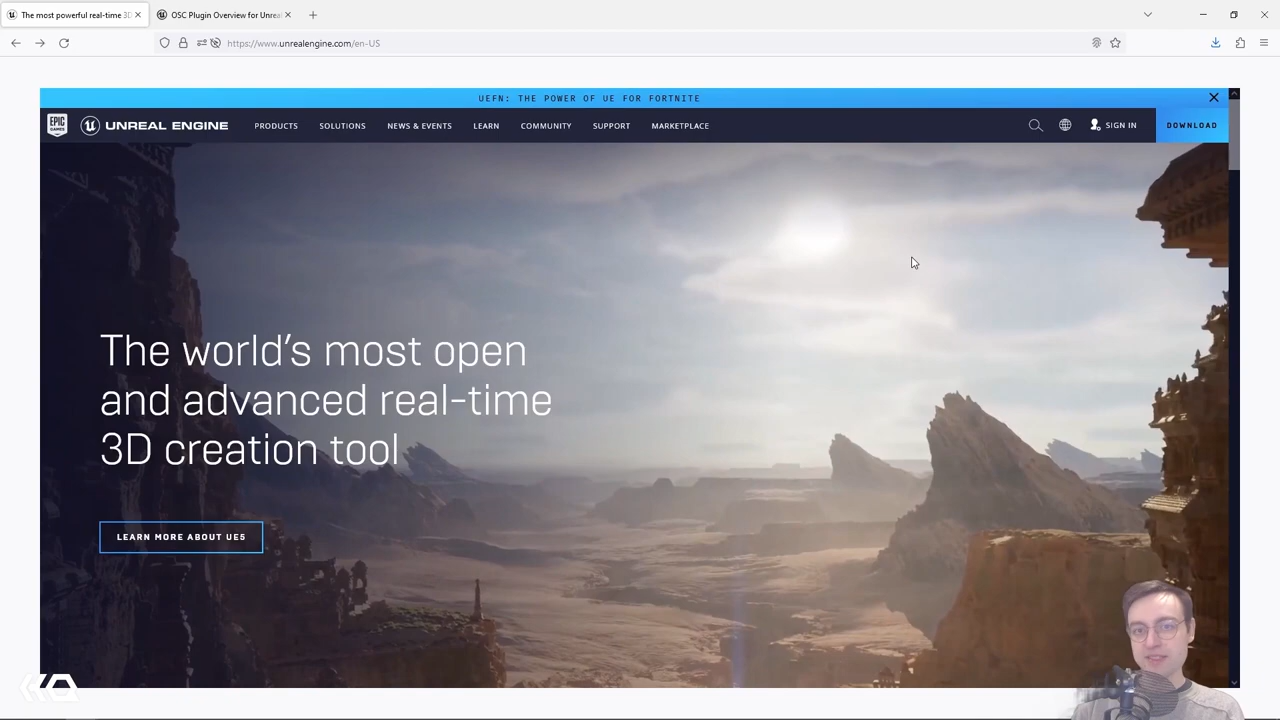 The most powerful real-time 3D
OSC Plugin Overview for Unrea
https://www.unrealengine.com/en-US
UEFN: THE POWER OF UE FOR FORTNITE
EPIC GAMES
UNREAL ENGINE
PRODUCTS
SOLUTIONS
NEWS & EVENTS
LEARN
COMMUNITY
SUPPORT
MARKETPLACE
SIGN IN
DOWNLOAD
The world's most open
and advanced real-time
3D creation tool
LEARN MORE ABOUT UE5